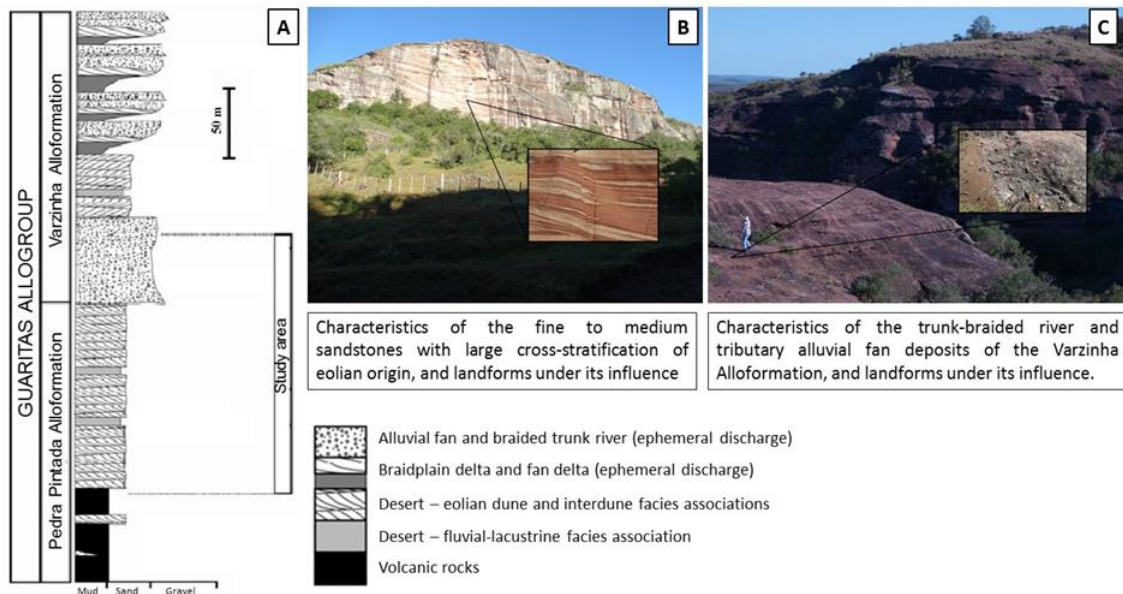 A
GUARITAS ALLOGROUP
Varzinha Alloformation
Pedra Pintada Alloformation
50 m
Study area
Mud Sand Gravel
B
Characteristics of the fine to medium
sandstones with large cross-stratification of
eolian origin, and landforms under its influence
C
Characteristics of the trunk-braided river and
tributary alluvial fan deposits of the Varzinha
Alloformation, and landforms under its influence.
Alluvial fan and braided trunk river (ephemeral discharge)
Braidplain delta and fan delta (ephemeral discharge)
Desert – eolian dune and interdune facies associations
Desert – fluvial-lacustrine facies association
Volcanic rocks